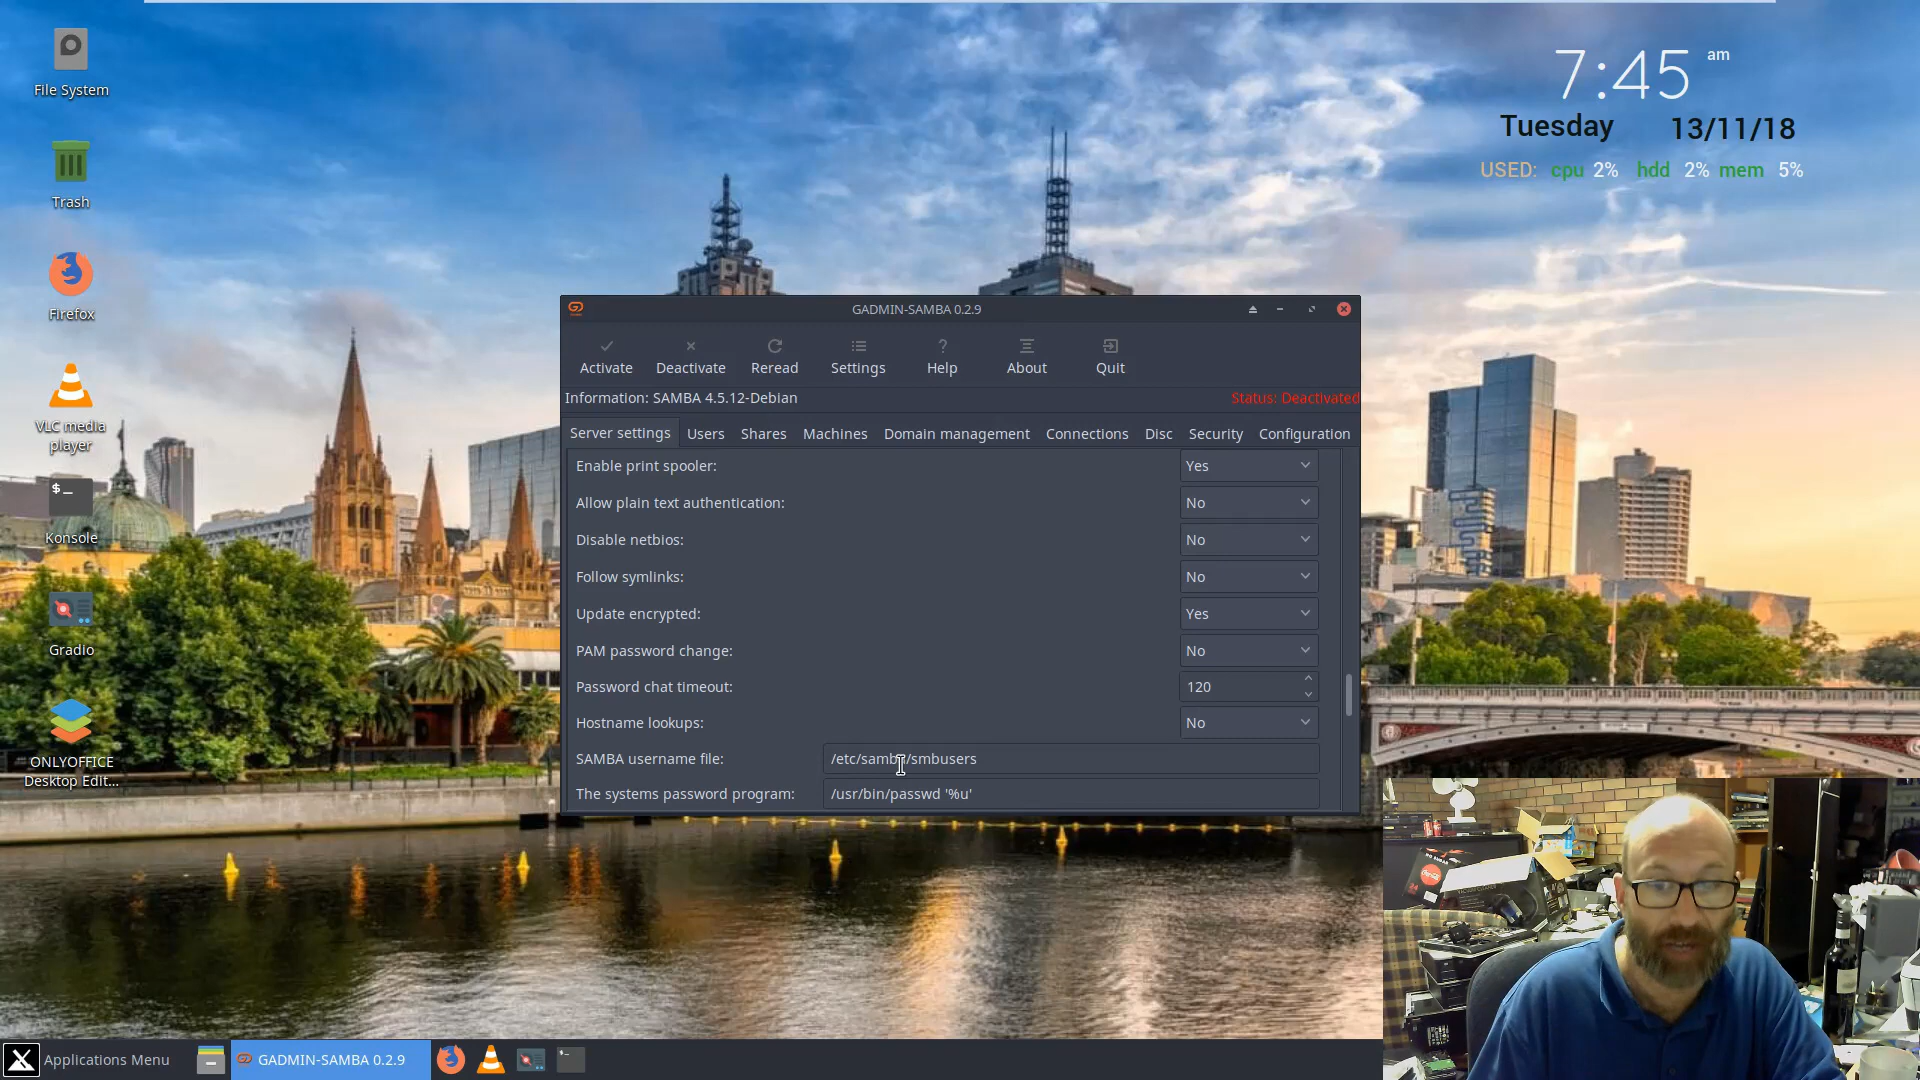 File System
Trash
Firefox
VLC media
player
Konsole
Gradio
ONLYOFFICE
Desktop Edit...
7:45 am
Tuesday 13/11/18
USED: cpu 2% hdd 2% mem 5%
GADMIN-SAMBA 0.2.9
Activate Deactivate Reread Settings Help About Quit
Information: SAMBA 4.5.12-Debian Status: Deactivated
Server settings Users Shares Machines Domain management Connections Disc Security Configuration
Enable print spooler: Yes
Allow plain text authentication: No
Disable netbios: No
Follow symlinks: No
Update encrypted: Yes
PAM password change: No
Password chat timeout: 120
Hostname lookups: No
SAMBA username file: /etc/samba/smbusers
The systems password program: /usr/bin/passwd '%u'
Applications Menu GADMIN-SAMBA 0.2.9